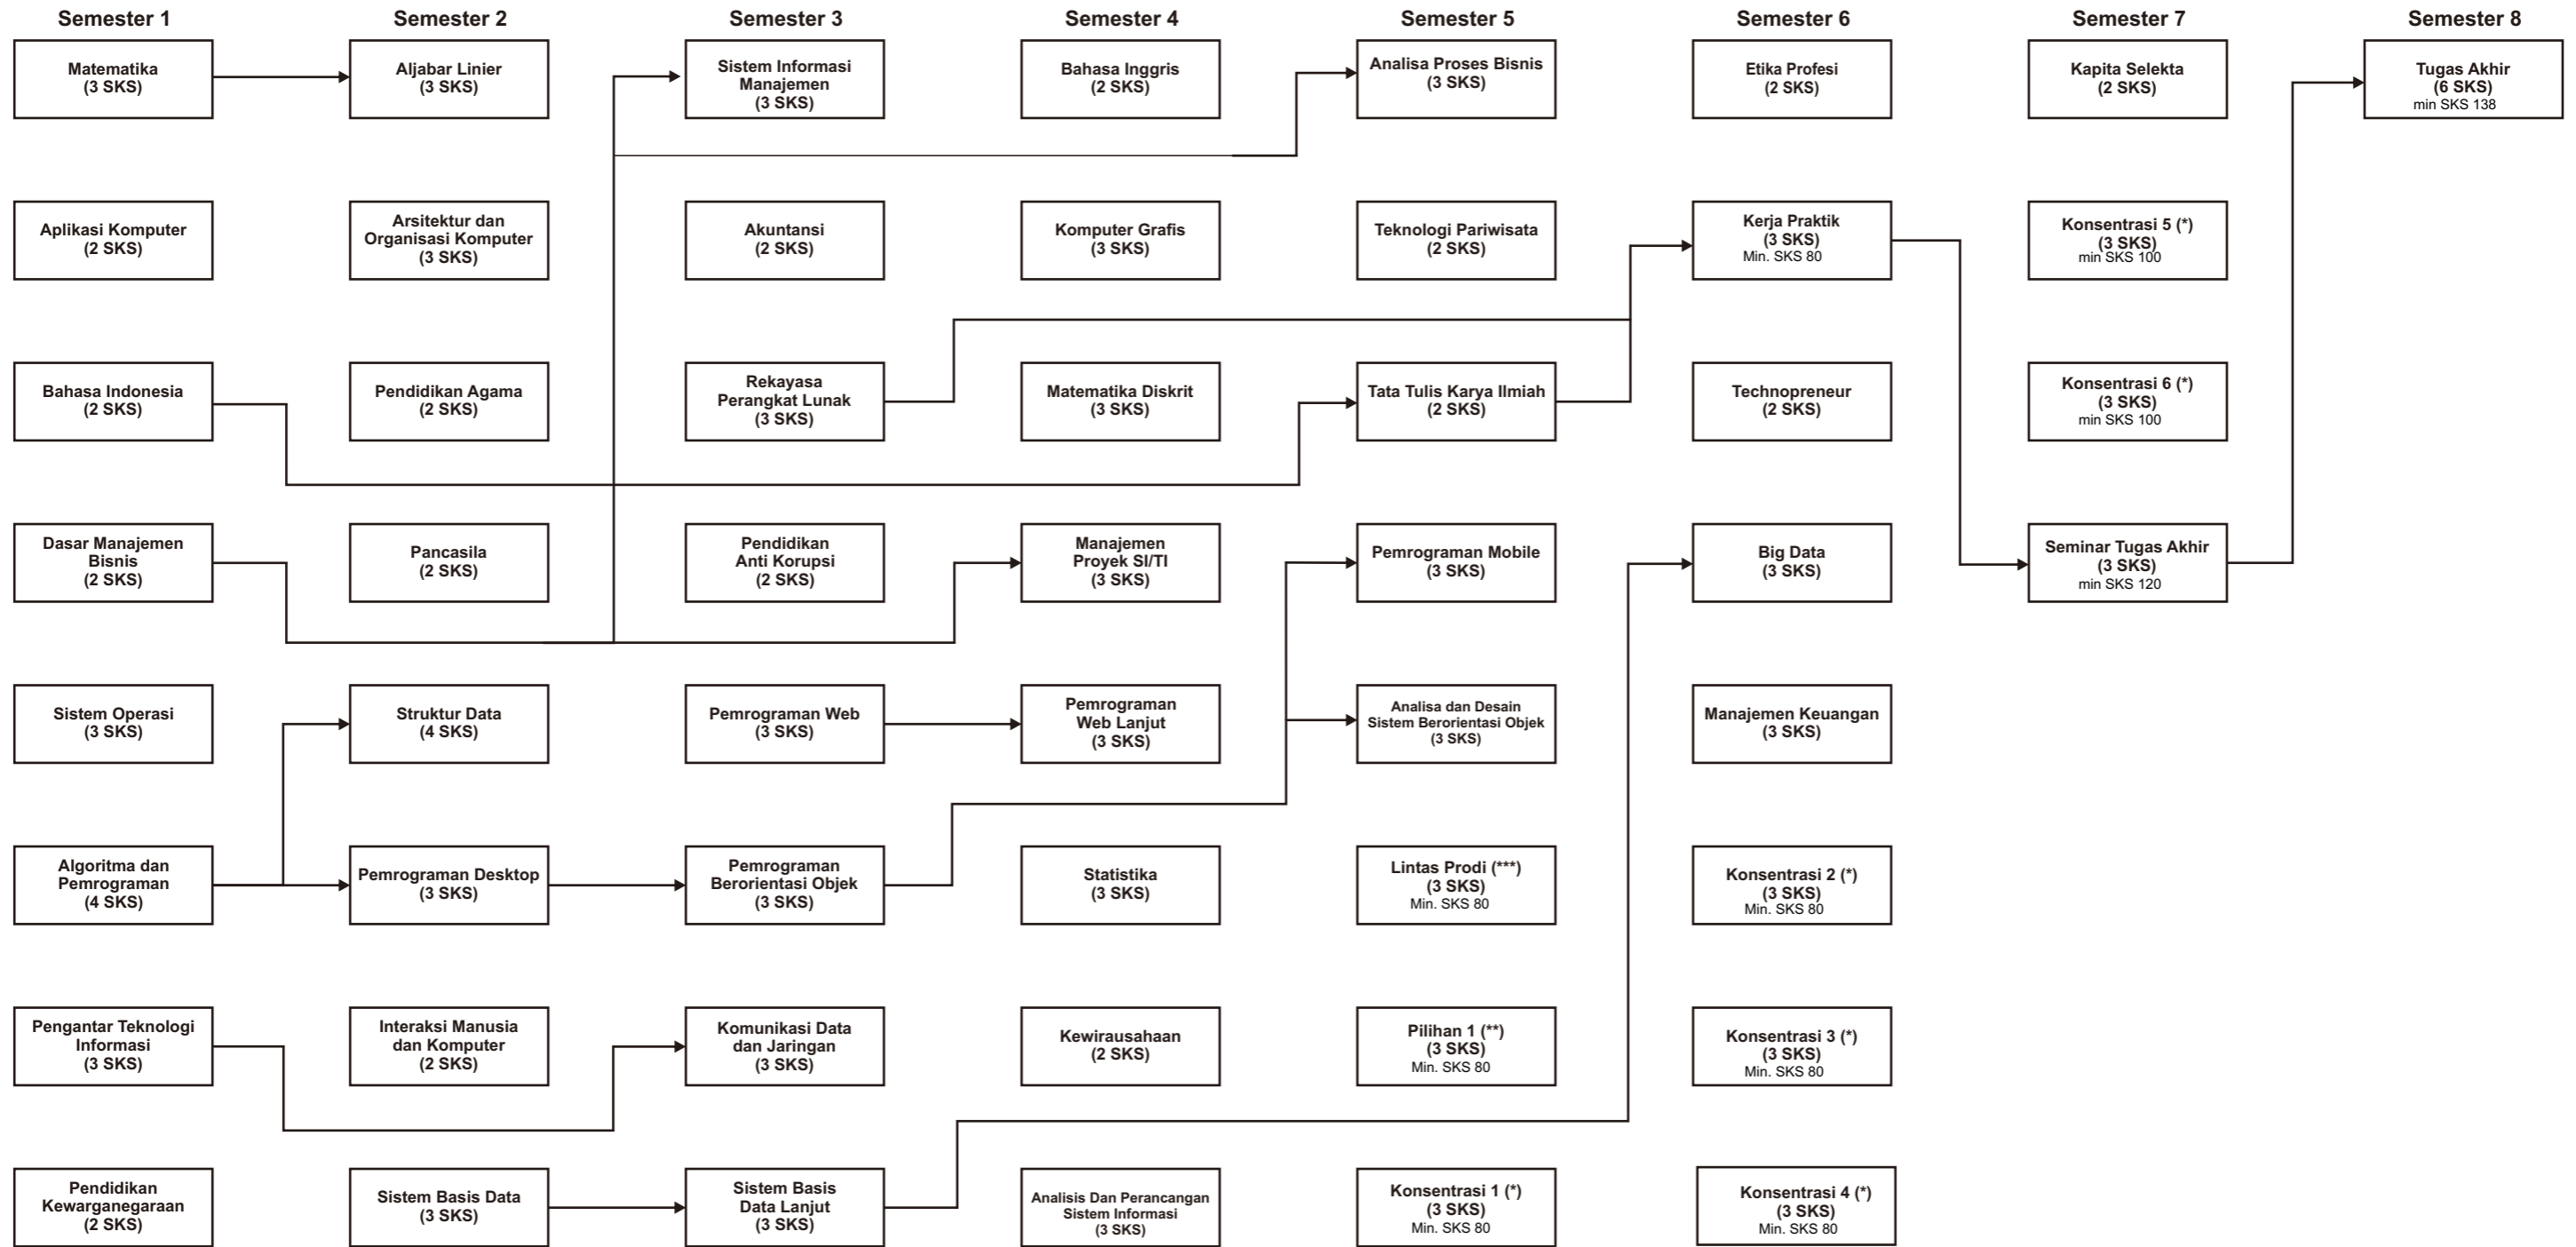 Semester 1
Semester 2
Semester 3
Semester 4
Semester 5
Semester 6
Semester 7
Semester 8
Matematika
(3 SKS)
Aljabar Linier
(3 SKS)
Sistem Informasi
Manajemen
(3 SKS)
Bahasa Inggris
(2 SKS)
Analisa Proses Bisnis
(3 SKS)
Etika Profesi
(2 SKS)
Kapita Selekta
(2 SKS)
Tugas Akhir
(6 SKS)
min SKS 138
Aplikasi Komputer
(2 SKS)
Arsitektur dan
Organisasi Komputer
(3 SKS)
Akuntansi
(2 SKS)
Komputer Grafis
(3 SKS)
Teknologi Pariwisata
(2 SKS)
Kerja Praktik
(3 SKS)
Min. SKS 80
Konsentrasi 5 (*)
(3 SKS)
min SKS 100
Bahasa Indonesia
(2 SKS)
Pendidikan Agama
(2 SKS)
Rekayasa
Perangkat Lunak
(3 SKS)
Matematika Diskrit
(3 SKS)
Tata Tulis Karya Ilmiah
(2 SKS)
Technopreneur
(2 SKS)
Konsentrasi 6 (*)
(3 SKS)
min SKS 100
Dasar Manajemen
Bisnis
(2 SKS)
Pancasila
(2 SKS)
Pendidikan
Anti Korupsi
(2 SKS)
Manajemen
Proyek SI/TI
(3 SKS)
Pemrograman Mobile
(3 SKS)
Big Data
(3 SKS)
Seminar Tugas Akhir
(3 SKS)
min SKS 120
Sistem Operasi
(3 SKS)
Struktur Data
(4 SKS)
Pemrograman Web
(3 SKS)
Pemrograman
Web Lanjut
(3 SKS)
Analisa dan Desain
Sistem Berorientasi Objek
(3 SKS)
Manajemen Keuangan
(3 SKS)
Algoritma dan
Pemrograman
(4 SKS)
Pemrograman Desktop
(3 SKS)
Pemrograman
Berorientasi Objek
(3 SKS)
Statistika
(3 SKS)
Lintas Prodi (***)
(3 SKS)
Min. SKS 80
Konsentrasi 2 (*)
(3 SKS)
Min. SKS 80
Pengantar Teknologi
Informasi
(3 SKS)
Interaksi Manusia
dan Komputer
(2 SKS)
Komunikasi Data
dan Jaringan
(3 SKS)
Kewirausahaan
(2 SKS)
Pilihan 1 (**)
(3 SKS)
Min. SKS 80
Konsentrasi 3 (*)
(3 SKS)
Min. SKS 80
Pendidikan
Kewarganegaraan
(2 SKS)
Sistem Basis Data
(3 SKS)
Sistem Basis
Data Lanjut
(3 SKS)
Analisis Dan Perancangan
Sistem Informasi
(3 SKS)
Konsentrasi 1 (*)
(3 SKS)
Min. SKS 80
Konsentrasi 4 (*)
(3 SKS)
Min. SKS 80